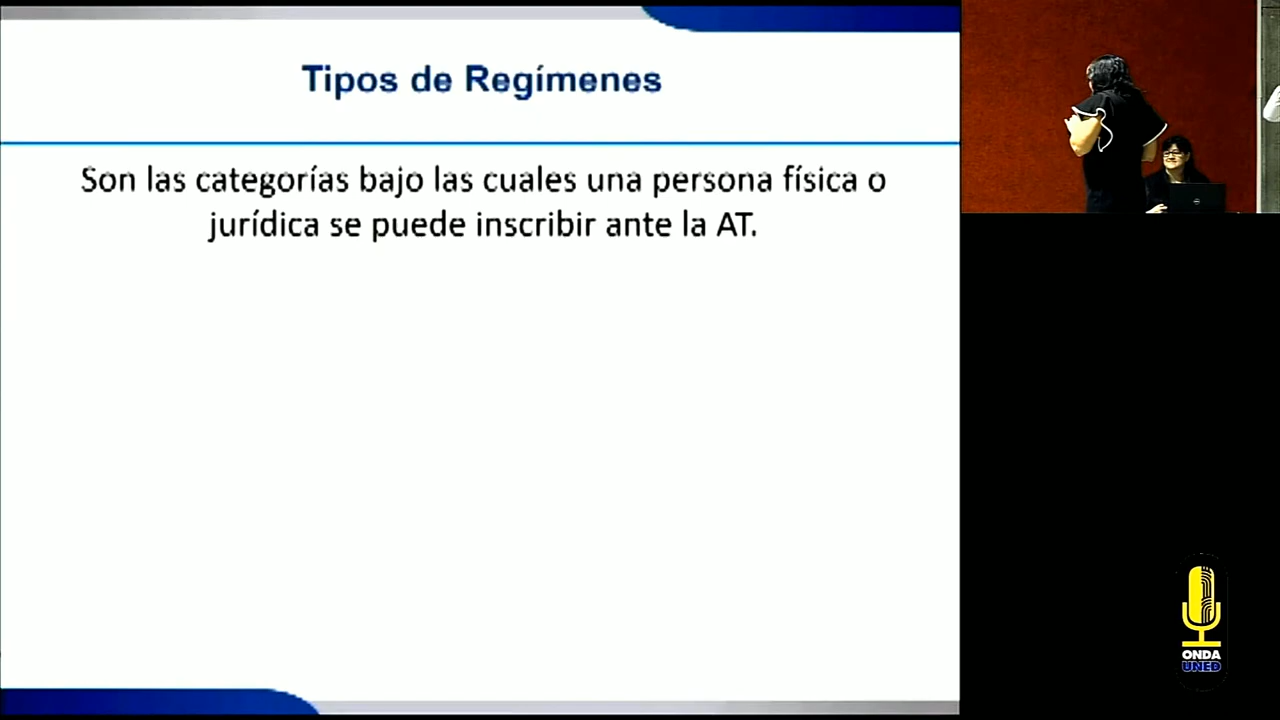 Tipos de Regímenes
Son las categorías bajo las cuales una persona física o
jurídica se puede inscribir ante la AT.
ONDA
UNED